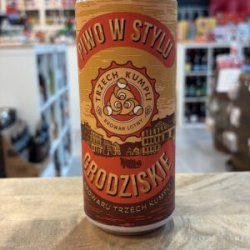 PIWO W STYLU
TRZECH KUMPLI
BROWAR LOTNY
GRODZISKIE
BROWARU TRZECH KUMPLI